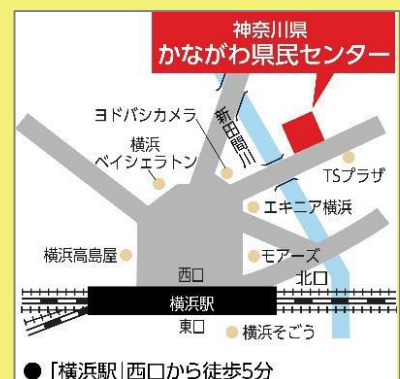 神奈川県
かながわ県民センター
ヨドバシカメラ
新田間川
横浜
ベイシェラトン
TSプラザ
エキニア横浜
横浜高島屋
モアーズ
西口
北口
横浜駅
東口
横浜そごう
● 「横浜駅」西口から徒歩5分